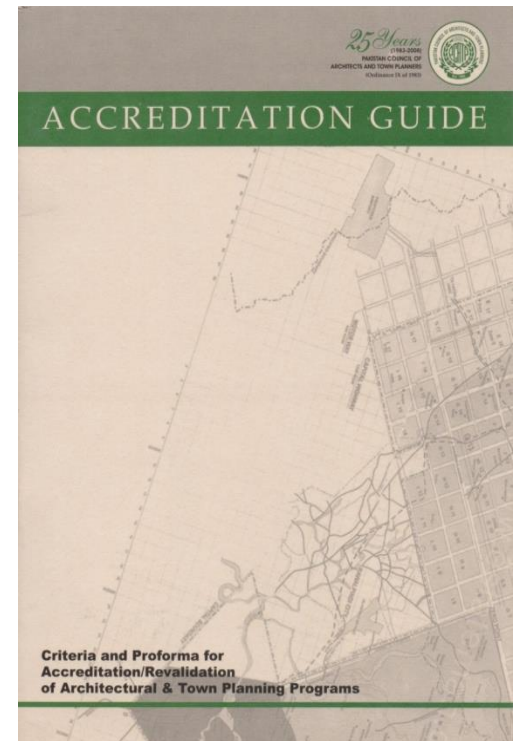 25 Years
(1983-2008)
PAKISTAN COUNCIL OF
ARCHITECTS AND TOWN PLANNERS
(Ordinance IX of 1983)
ACCREDITATION GUIDE
Criteria and Proforma for
Accreditation/Revalidation
of Architectural & Town Planning Programs